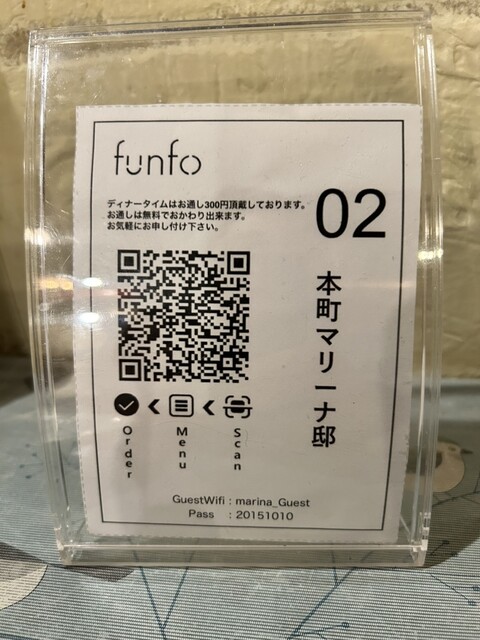 funfo
ディナータイムはお通し300円頂戴しております。
お通しは無料でおかわり出来ます。
お気軽にお申し付け下さい。
02
本町マリーナ邸
Order
Menu
Scan
GuestWifi : marina_Guest
Pass : 20151010